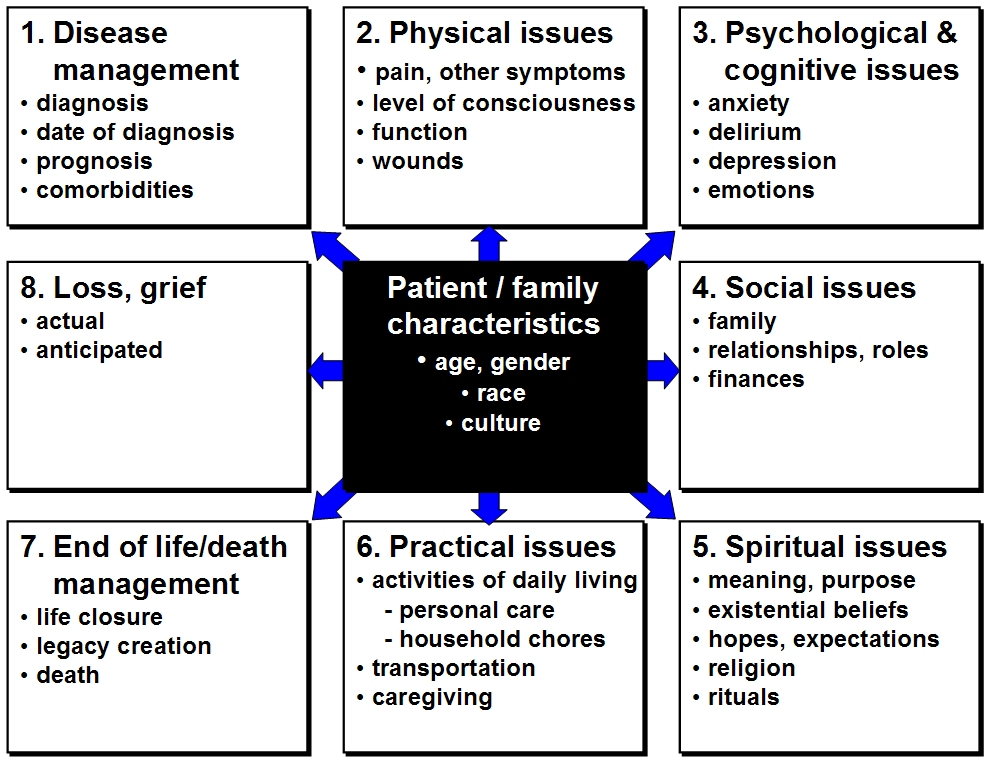 1. Disease
management
• diagnosis
• date of diagnosis
• prognosis
• comorbidities
2. Physical issues
• pain, other symptoms
• level of consciousness
• function
• wounds
3. Psychological &
cognitive issues
• anxiety
• delirium
• depression
• emotions
8. Loss, grief
• actual
• anticipated
Patient / family
characteristics
• age, gender
• race
• culture
4. Social issues
• family
• relationships, roles
• finances
7. End of life/death
management
• life closure
• legacy creation
• death
6. Practical issues
• activities of daily living
- personal care
- household chores
• transportation
• caregiving
5. Spiritual issues
• meaning, purpose
• existential beliefs
• hopes, expectations
• religion
• rituals